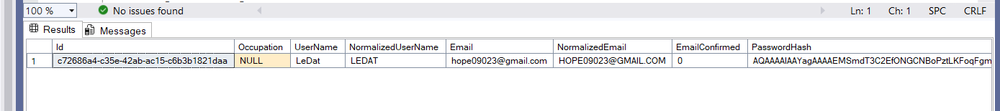 100 % No issues found Ln: 1 Ch: 1 SPC CRLF
Results Messages
Id Occupation UserName NormalizedUserName Email NormalizedEmail EmailConfirmed PasswordHash
1 c72686a4-c35e-42ab-ac15-c6b3b1821daa NULL LeDat LEDAT hope09023@gmail.com HOPE09023@GMAIL.COM 0 AQAAAAIAAYagAAAAEMSmdT3C2EfONGCNBoPztLKFoqFgm